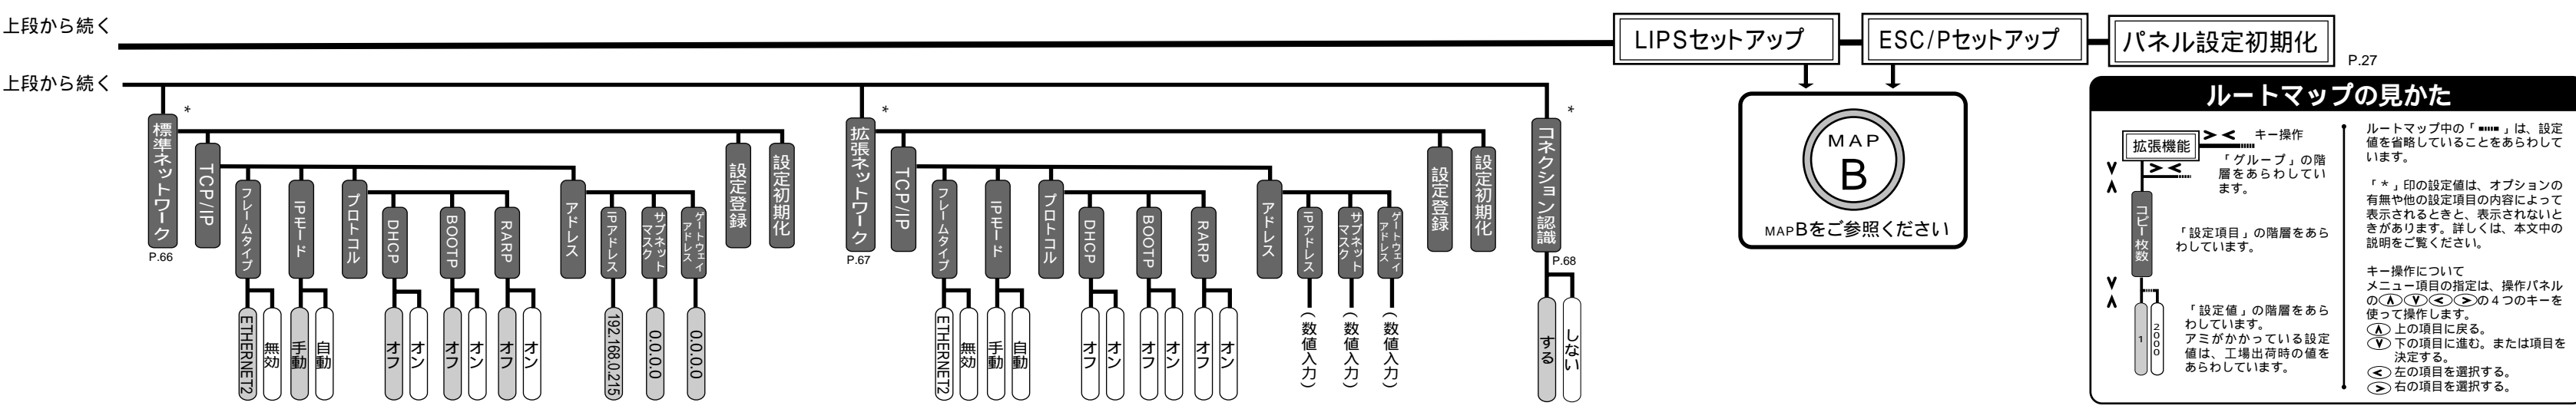 上段から続く
LIPSセットアップ
ESC/Pセットアップ
パネル設定初期化
P.27
上段から続く
*
標準ネットワーク
P.66
TCP/IP
フレームタイプ
ETHERNET2
無効
IPモード
手動
自動
プロトコル
DHCP
オフ
オン
BOOTP
オフ
オン
RARP
オフ
オン
アドレス
IPアドレス
192.168.0.215
サブネット
マスク
0.0.0.0
ゲートウェイ
アドレス
0.0.0.0
設定登録
設定初期化
*
拡張ネットワーク
P.67
TCP/IP
フレームタイプ
ETHERNET2
無効
IPモード
手動
自動
プロトコル
DHCP
オフ
オン
BOOTP
オフ
オン
RARP
オフ
オン
アドレス
IPアドレス
(数値入力)
サブネット
マスク
(数値入力)
ゲートウェイ
アドレス
(数値入力)
設定登録
設定初期化
*
コネクション認識
P.68
する
しない
MAP
B
MAPBをご参照ください
ルートマップの見かた
拡張機能
> <
キー操作
> <
「グループ」の階
層をあらわしてい
ます。
∨
∧
コピー枚数
「設定項目」の階層をあら
わしています。
∨
∧
1
2000
「設定値」の階層をあら
わしています。
アミがかかっている設定
値は、工場出荷時の値を
あらわしています。
ルートマップ中の「 」は、設定
値を省略していることをあらわして
います。
「*」印の設定値は、オプションの
有無や他の設定項目の内容によって
表示されるときと、表示されないと
きがあります。詳しくは、本文中の
説明をご覧ください。
キー操作について
メニュー項目の指定は、操作パネル
の∧∨<>の4つのキーを
使って操作します。
∧ 上の項目に戻る。
∨ 下の項目に進む。または項目を
決定する。
< 左の項目を選択する。
> 右の項目を選択する。